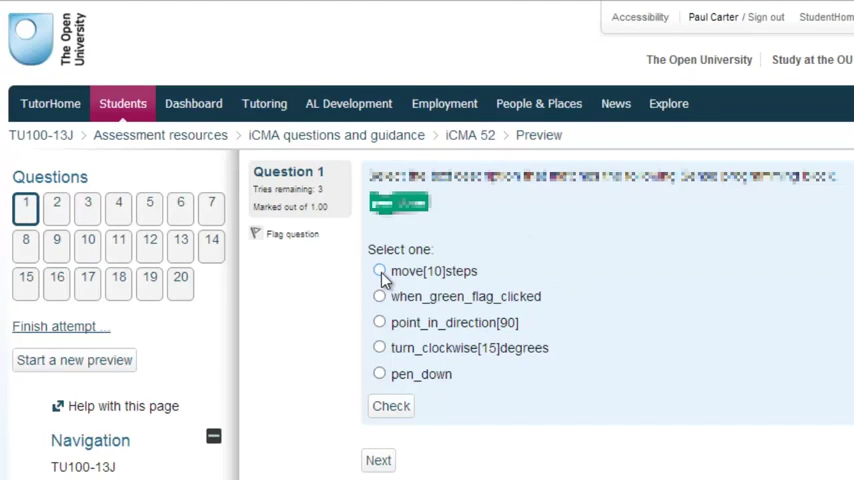 Accessibility
Paul Carter / Sign out
StudentHom
The Open
University
The Open University
Study at the OU
TutorHome
Students
Dashboard
Tutoring
AL Development
Employment
People & Places
News
Explore
TU100-13J > Assessment resources > iCMA questions and guidance > iCMA 52 > Preview
Questions
1 2 3 4 5 6 7
8 9 10 11 12 13 14
15 16 17 18 19 20
Finish attempt ...
Start a new preview
Help with this page
Navigation
TU100-13J
Question 1
Tries remaining: 3
Marked out of 1.00
Flag question
Select one:
move[10]steps
when_green_flag_clicked
point_in_direction[90]
turn_clockwise[15]degrees
pen_down
Check
Next